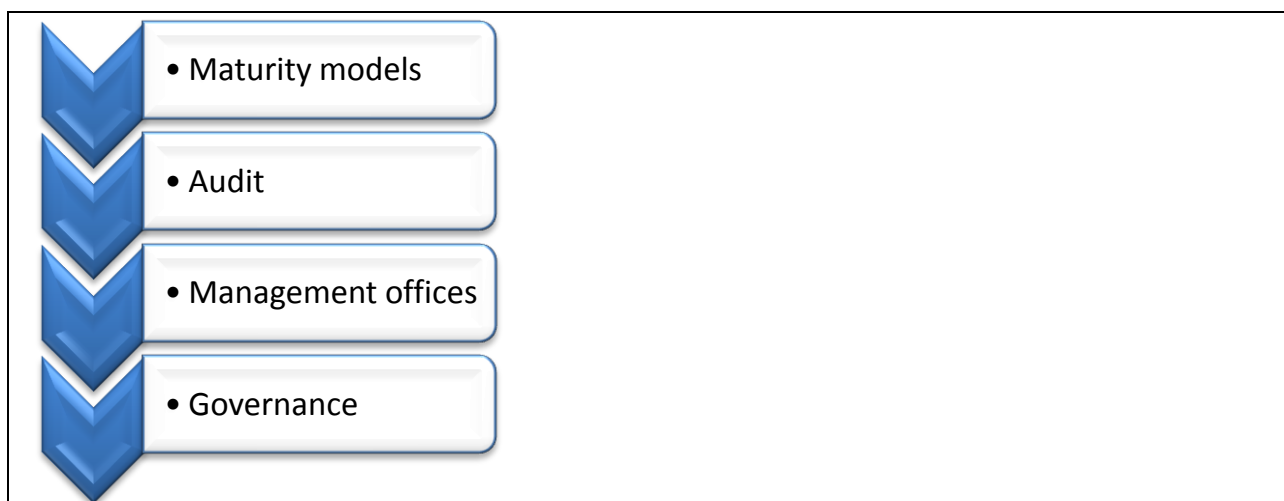 • Maturity models
• Audit
• Management offices
• Governance